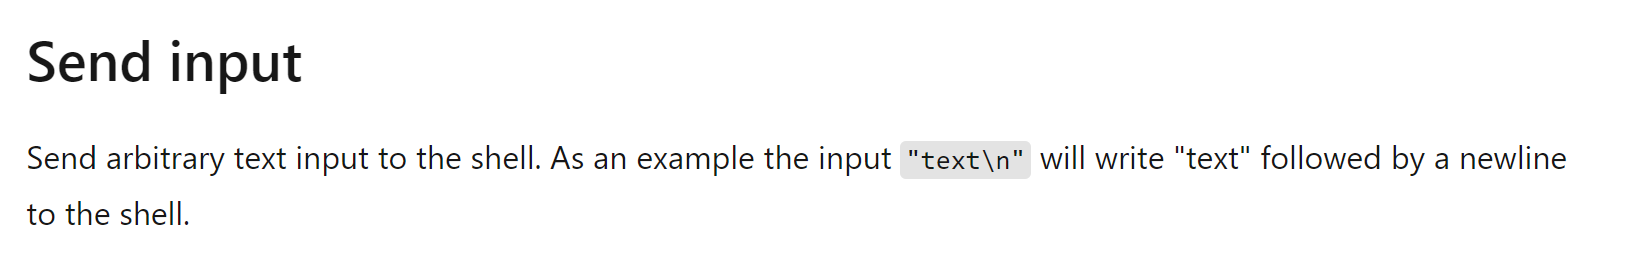 Send input
Send arbitrary text input to the shell. As an example the input "text\n" will write "text" followed by a newline
to the shell.